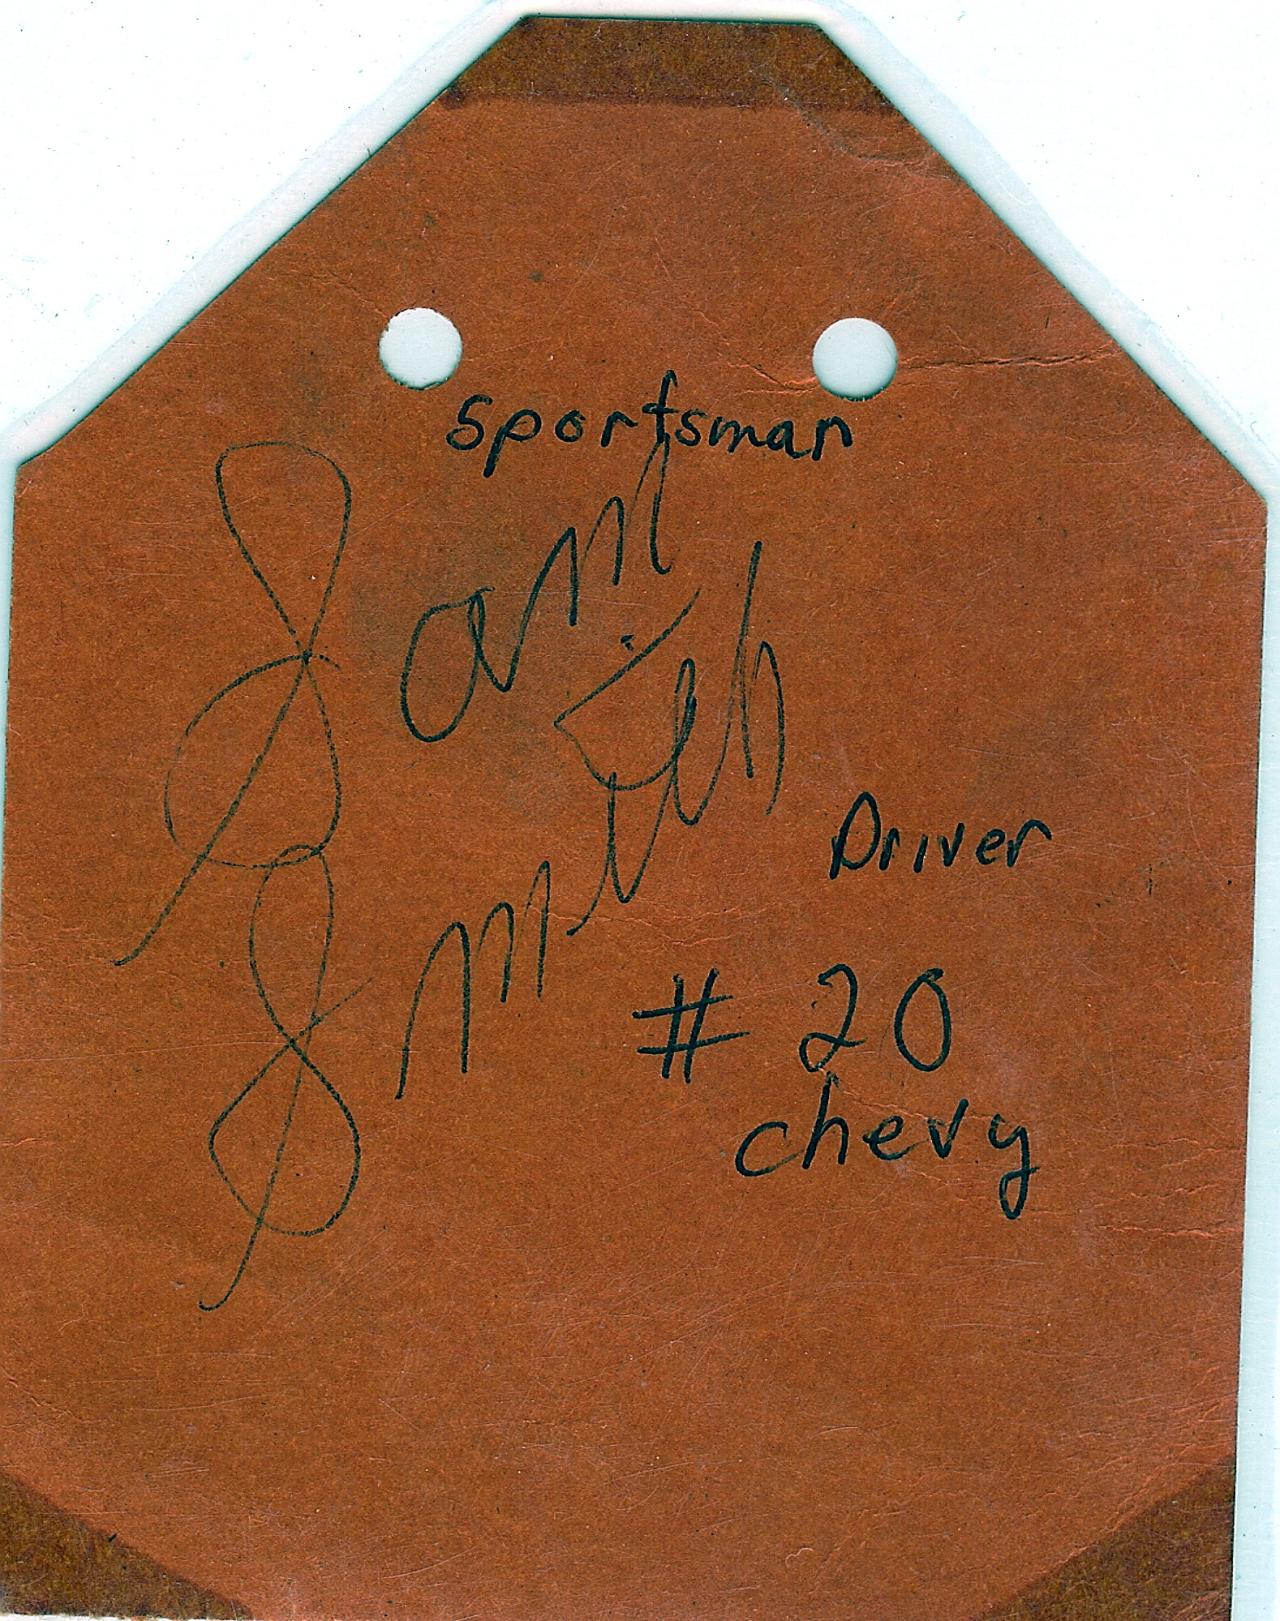 Sportsman
Sam
Smith
Driver
# 20
chevy